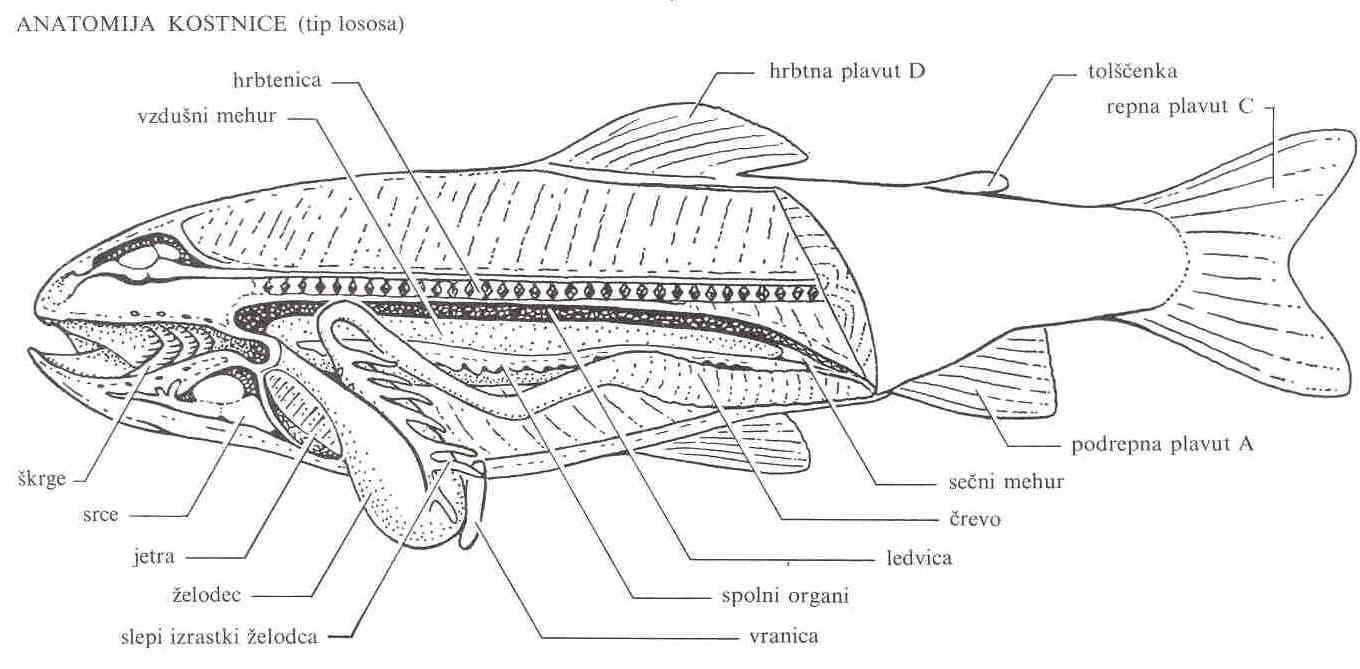 ANATOMIJA KOSTNICE (tip lososa)
hrbtenica
vzdušni mehur
hrbtna plavut D
tolščenka
repna plavut C
škrge
srce
jetra
želodec
slepi izrastki želodca
podrepna plavut A
sečni mehur
črevo
ledvica
spolni organi
vranica